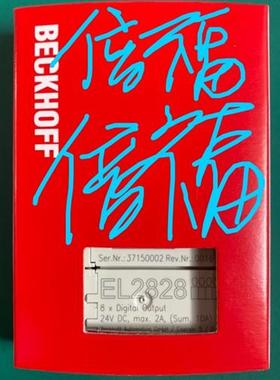 BECKHOFF
倍福
倍福
Ser.Nr.: 37150002 Rev.Nr.: 0016
EL2828
8 x Digital Output
24V DC, max. 2A, (Sum: 10A)